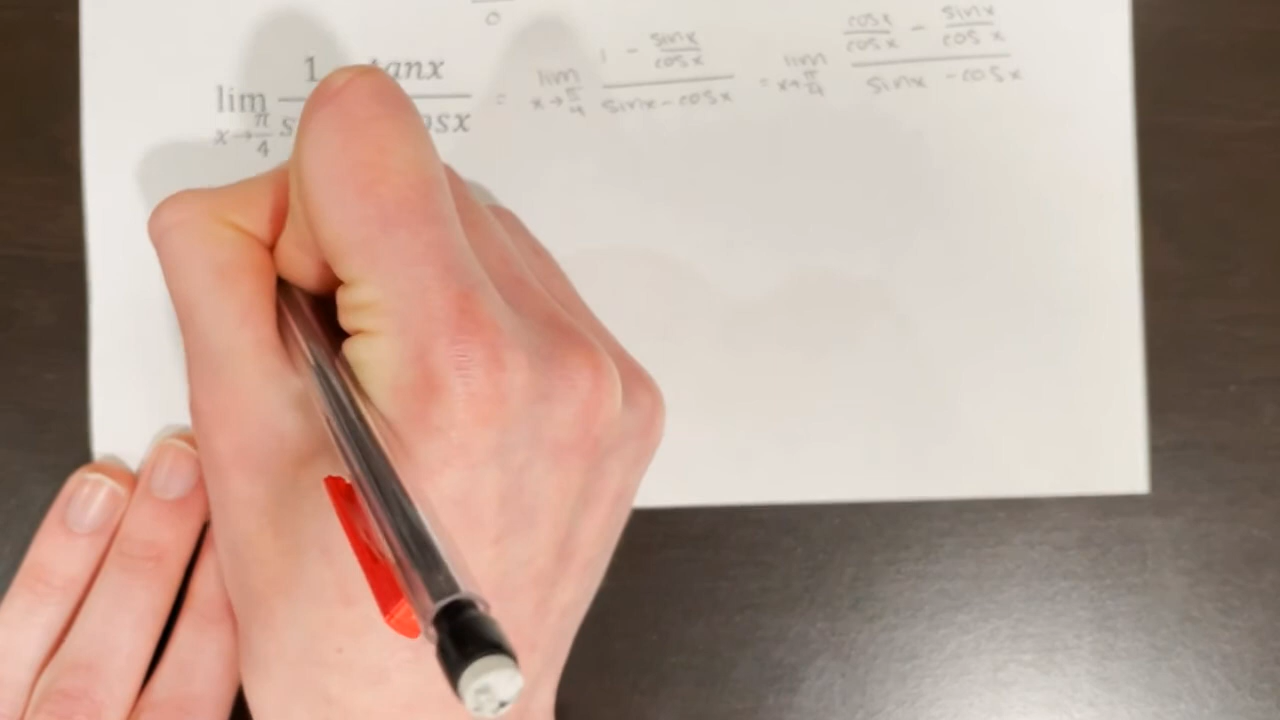 0
lim x→π/4 1 tanx / s osx = lim x→π/4 (1 - sinx/cosx) / (sinx-cosx) = lim x→π/4 (cosx/cosx - sinx/cosx) / (sinx-cosx)